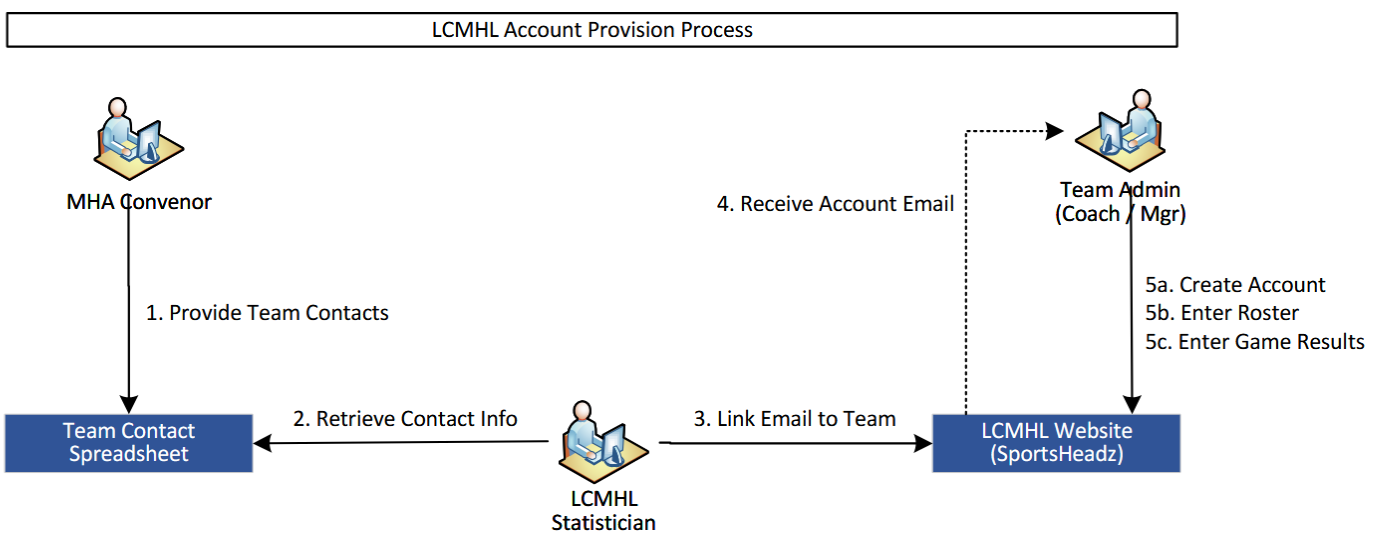 LCMHL Account Provision Process
MHA Convenor
Team Admin
(Coach / Mgr)
4. Receive Account Email
1. Provide Team Contacts
5a. Create Account
5b. Enter Roster
5c. Enter Game Results
Team Contact
Spreadsheet
2. Retrieve Contact Info
3. Link Email to Team
LCMHL Website
(SportsHeadz)
LCMHL
Statistician